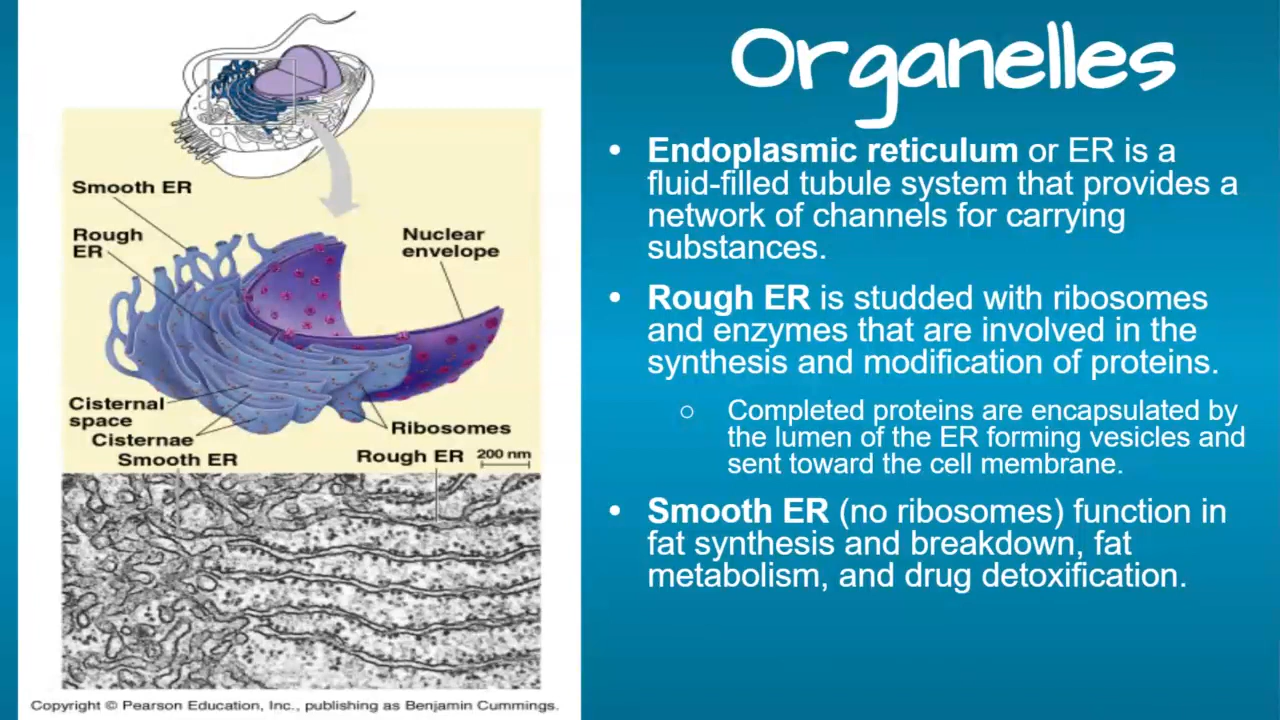 Organelles
Smooth ER
Rough
ER
Nuclear
envelope
Cisternal
space
Cisternae
Ribosomes
Smooth ER
Rough ER
200 nm
Copyright © Pearson Education, Inc., publishing as Benjamin Cummings.
• Endoplasmic reticulum or ER is a
fluid-filled tubule system that provides a
network of channels for carrying
substances.
• Rough ER is studded with ribosomes
and enzymes that are involved in the
synthesis and modification of proteins.
○ Completed proteins are encapsulated by
the lumen of the ER forming vesicles and
sent toward the cell membrane.
• Smooth ER (no ribosomes) function in
fat synthesis and breakdown, fat
metabolism, and drug detoxification.